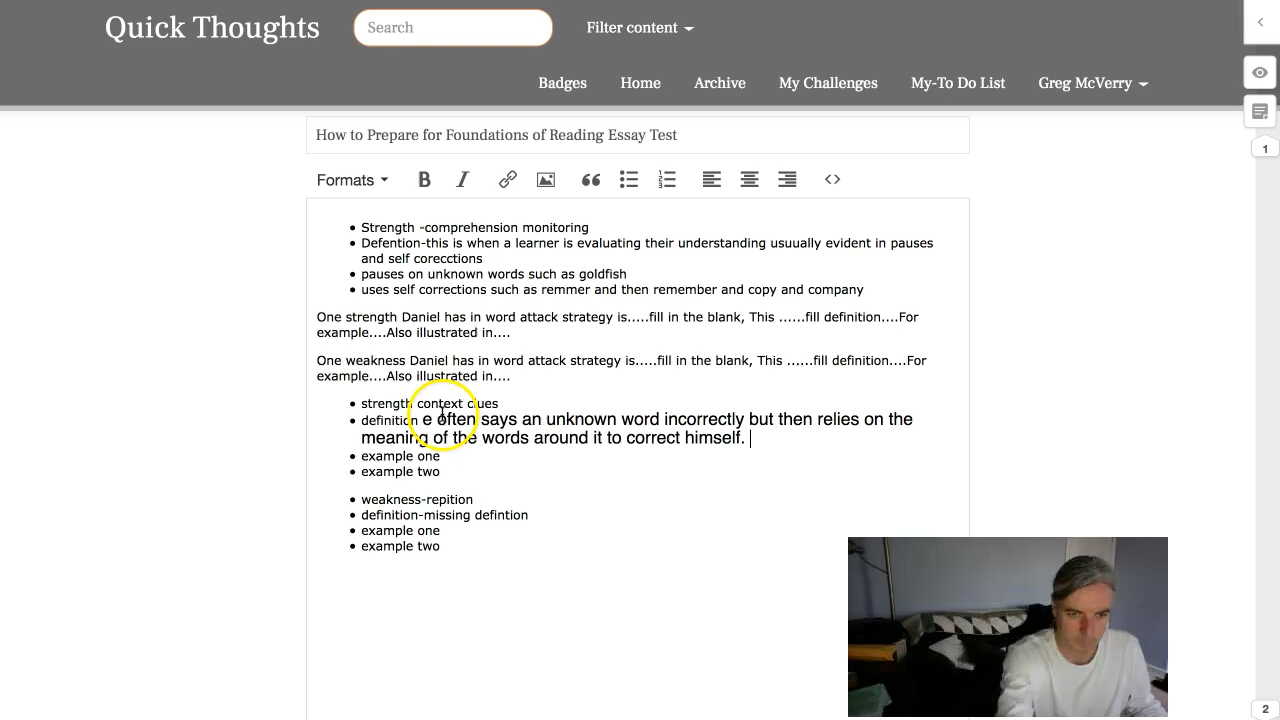 Quick Thoughts
Search
Filter content
Badges
Home
Archive
My Challenges
My-To Do List
Greg McVerry
How to Prepare for Foundations of Reading Essay Test
Formats
B
I
1
2
3
Strength -comprehension monitoring
Defention-this is when a learner is evaluating their understanding usuually evident in pauses
and self corecctions
pauses on unknown words such as goldfish
uses self corrections such as remmer and then remember and copy and company
One strength Daniel has in word attack strategy is.....fill in the blank, This ......fill definition....For
example....Also illustrated in....
One weakness Daniel has in word attack strategy is.....fill in the blank, This ......fill definition....For
example....Also illustrated in....
strength context clues
definition e often says an unknown word incorrectly but then relies on the
meaning of the words around it to correct himself.
example one
example two
weakness-repition
definition-missing defintion
example one
example two
1
2